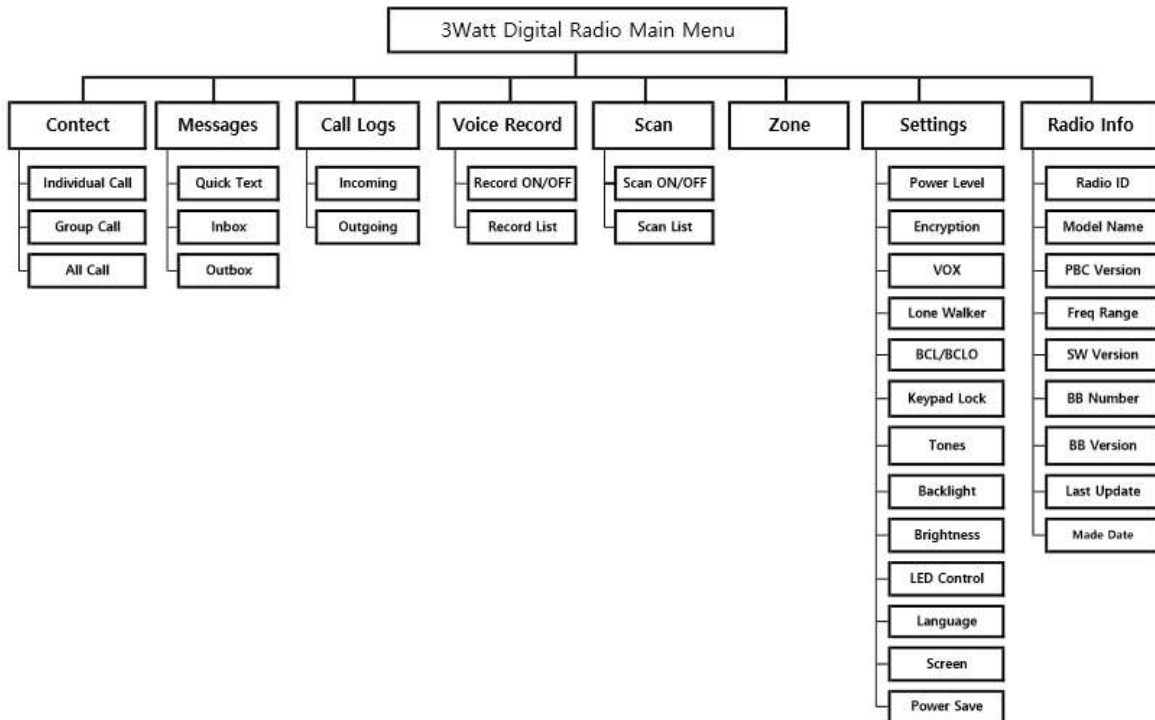 3Watt Digital Radio Main Menu
Contect
Individual Call
Group Call
All Call
Messages
Quick Text
Inbox
Outbox
Call Logs
Incoming
Outgoing
Voice Record
Record ON/OFF
Record List
Scan
Scan ON/OFF
Scan List
Zone
Settings
Power Level
Encryption
VOX
Lone Walker
BCL/BCLO
Keypad Lock
Tones
Backlight
Brightness
LED Control
Language
Screen
Power Save
Radio Info
Radio ID
Model Name
PBC Version
Freq Range
SW Version
BB Number
BB Version
Last Update
Made Date